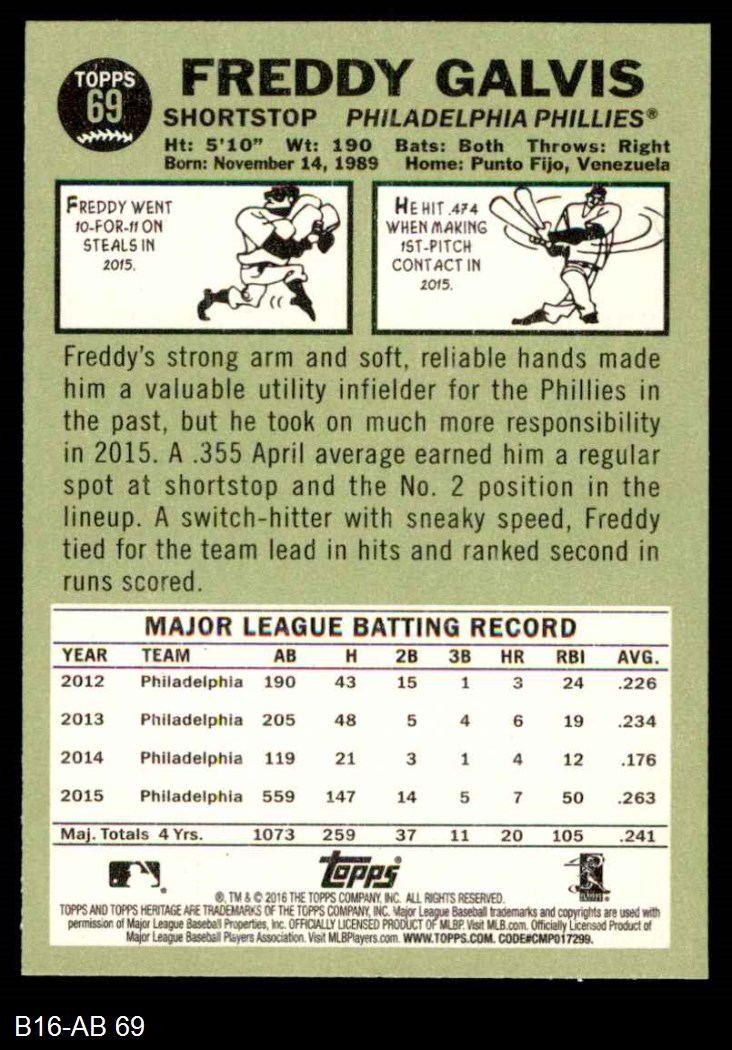 TOPPS
69
FREDDY GALVIS
SHORTSTOP PHILADELPHIA PHILLIES®
Ht: 5'10" Wt: 190 Bats: Both Throws: Right
Born: November 14, 1989 Home: Punto Fijo, Venezuela
FREDDY WENT
10-FOR-11 ON
STEALS IN
2015.
HE HIT .474
WHEN MAKING
1ST-PITCH
CONTACT IN
2015.
Freddy's strong arm and soft, reliable hands made
him a valuable utility infielder for the Phillies in
the past, but he took on much more responsibility
in 2015. A .355 April average earned him a regular
spot at shortstop and the No. 2 position in the
lineup. A switch-hitter with sneaky speed, Freddy
tied for the team lead in hits and ranked second in
runs scored.
MAJOR LEAGUE BATTING RECORD
YEAR TEAM AB H 2B 3B HR RBI AVG.
2012 Philadelphia 190 43 15 1 3 24 .226
2013 Philadelphia 205 48 5 4 6 19 .234
2014 Philadelphia 119 21 3 1 4 12 .176
2015 Philadelphia 559 147 14 5 7 50 .263
Maj. Totals 4 Yrs. 1073 259 37 11 20 105 .241
Topps®
®, TM & © 2016 THE TOPPS COMPANY, INC. ALL RIGHTS RESERVED.
TOPPS AND TOPPS HERITAGE ARE TRADEMARKS OF THE TOPPS COMPANY, INC. Major League Baseball trademarks and copyrights are used with
permission of Major League Baseball Properties, Inc. OFFICIALLY LICENSED PRODUCT OF MLBP. Visit MLB.com. Officially Licensed Product of
Major League Baseball Players Association. Visit MLBPlayers.com. WWW.TOPPS.COM. CODE#CMP017299.
B16-AB 69